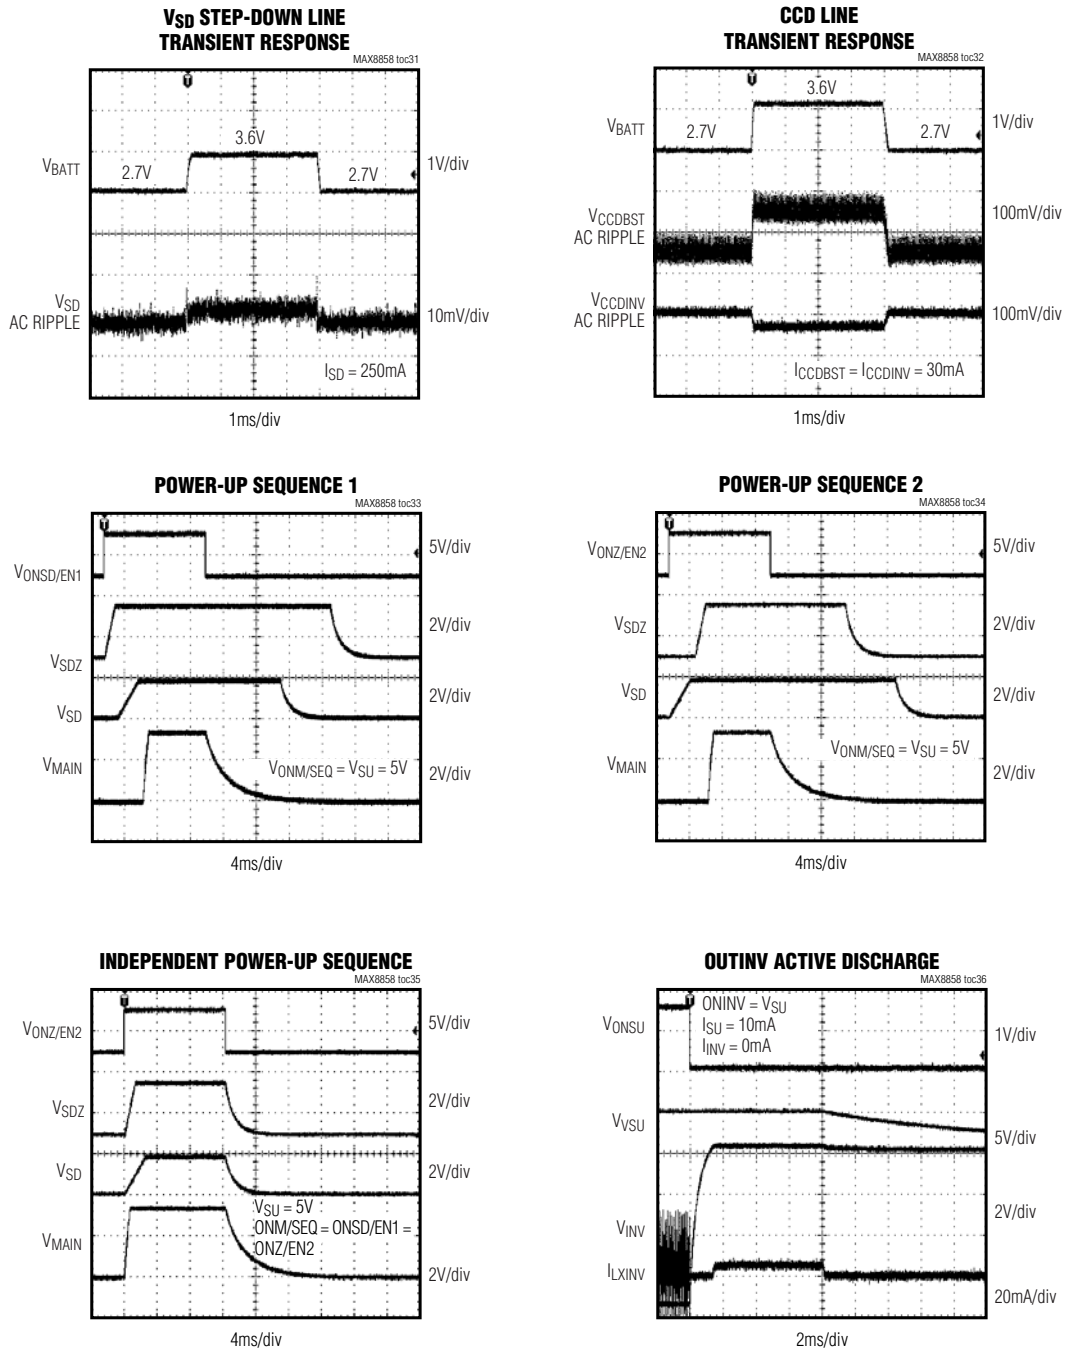 VSD STEP-DOWN LINE
TRANSIENT RESPONSE
MAX8858 toc31
T
VBATT
2.7V
3.6V
2.7V
1V/div
VSD
AC RIPPLE
10mV/div
ISD = 250mA
1ms/div
CCD LINE
TRANSIENT RESPONSE
MAX8858 toc32
T
VBATT
2.7V
3.6V
2.7V
1V/div
VCCDBST
AC RIPPLE
100mV/div
VCCDINV
AC RIPPLE
100mV/div
ICCDBST = ICCDINV = 30mA
1ms/div
POWER-UP SEQUENCE 1
MAX8858 toc33
T
VONSD/EN1
5V/div
VSDZ
2V/div
VSD
2V/div
VMAIN
VONM/SEQ = VSU = 5V
2V/div
4ms/div
POWER-UP SEQUENCE 2
MAX8858 toc34
T
VONZ/EN2
5V/div
VSDZ
2V/div
VSD
2V/div
VMAIN
VONM/SEQ = VSU = 5V
2V/div
4ms/div
INDEPENDENT POWER-UP SEQUENCE
MAX8858 toc35
T
VONZ/EN2
5V/div
VSDZ
2V/div
VSD
2V/div
VSU = 5V
ONM/SEQ = ONSD/EN1 =
ONZ/EN2
VMAIN
2V/div
4ms/div
OUTINV ACTIVE DISCHARGE
MAX8858 toc36
T
ONINV = VSU
ISU = 10mA
IINV = 0mA
VONSU
1V/div
VVSU
5V/div
VINV
2V/div
ILXINV
20mA/div
2ms/div